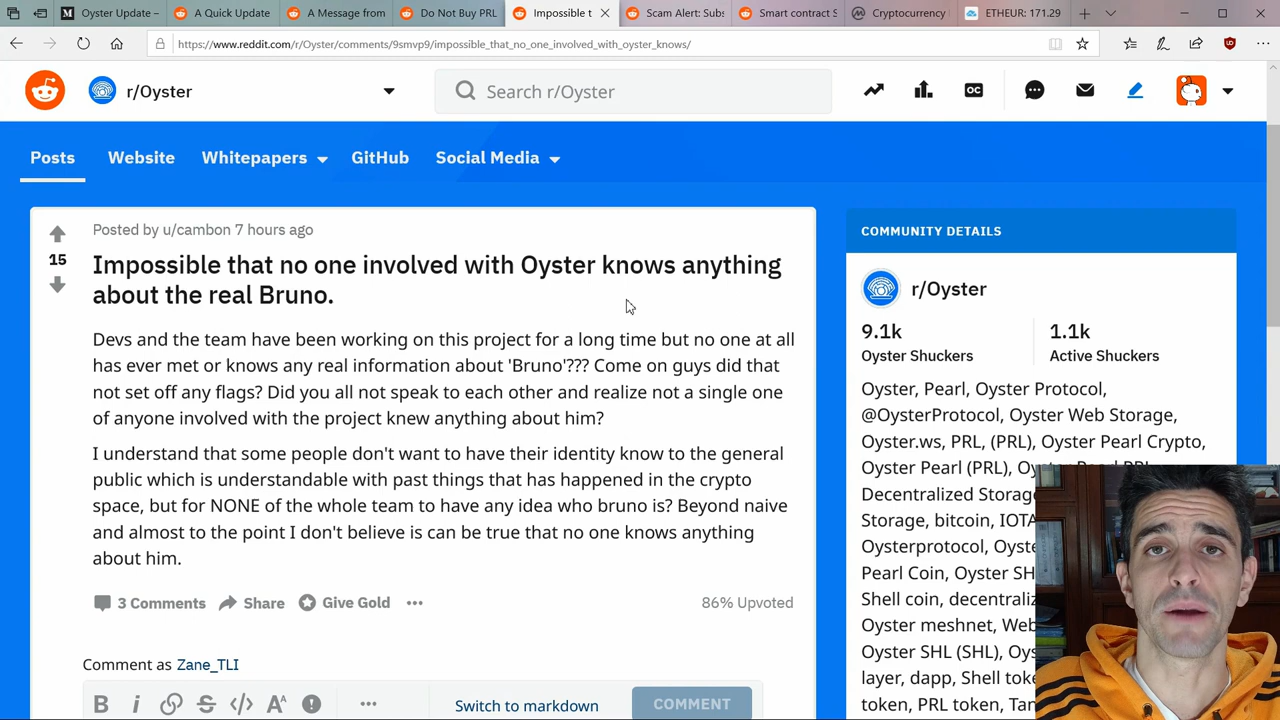 Oyster Update –
A Quick Update
A Message from
Do Not Buy PRL
Impossible t
Scam Alert: Subs
Smart contract S
Cryptocurrency
ETHEUR: 171.29
https://www.reddit.com/r/Oyster/comments/9smvp9/impossible_that_no_one_involved_with_oyster_knows/
r/Oyster
Search r/Oyster
OC
Posts
Website
Whitepapers
GitHub
Social Media
Posted by u/cambon 7 hours ago
15
Impossible that no one involved with Oyster knows anything
about the real Bruno.
Devs and the team have been working on this project for a long time but no one at all
has ever met or knows any real information about 'Bruno'??? Come on guys did that
not set off any flags? Did you all not speak to each other and realize not a single one
of anyone involved with the project knew anything about him?
I understand that some people don't want to have their identity know to the general
public which is understandable with past things that has happened in the crypto
space, but for NONE of the whole team to have any idea who bruno is? Beyond naive
and almost to the point I don't believe is can be true that no one knows anything
about him.
3 Comments
Share
Give Gold
86% Upvoted
Comment as Zane_TLI
B
i
Switch to markdown
COMMENT
COMMUNITY DETAILS
r/Oyster
9.1k
Oyster Shuckers
1.1k
Active Shuckers
Oyster, Pearl, Oyster Protocol,
@OysterProtocol, Oyster Web Storage,
Oyster.ws, PRL, (PRL), Oyster Pearl Crypto,
Oyster Pearl (PRL),
Decentralized Storag
Storage, bitcoin, IOTA
Oysterprotocol, Oyste
Pearl Coin, Oyster SH
Shell coin, decentraliz
Oyster meshnet, Web
Oyster SHL (SHL), Oys
layer, dapp, Shell toke
token, PRL token, Tan